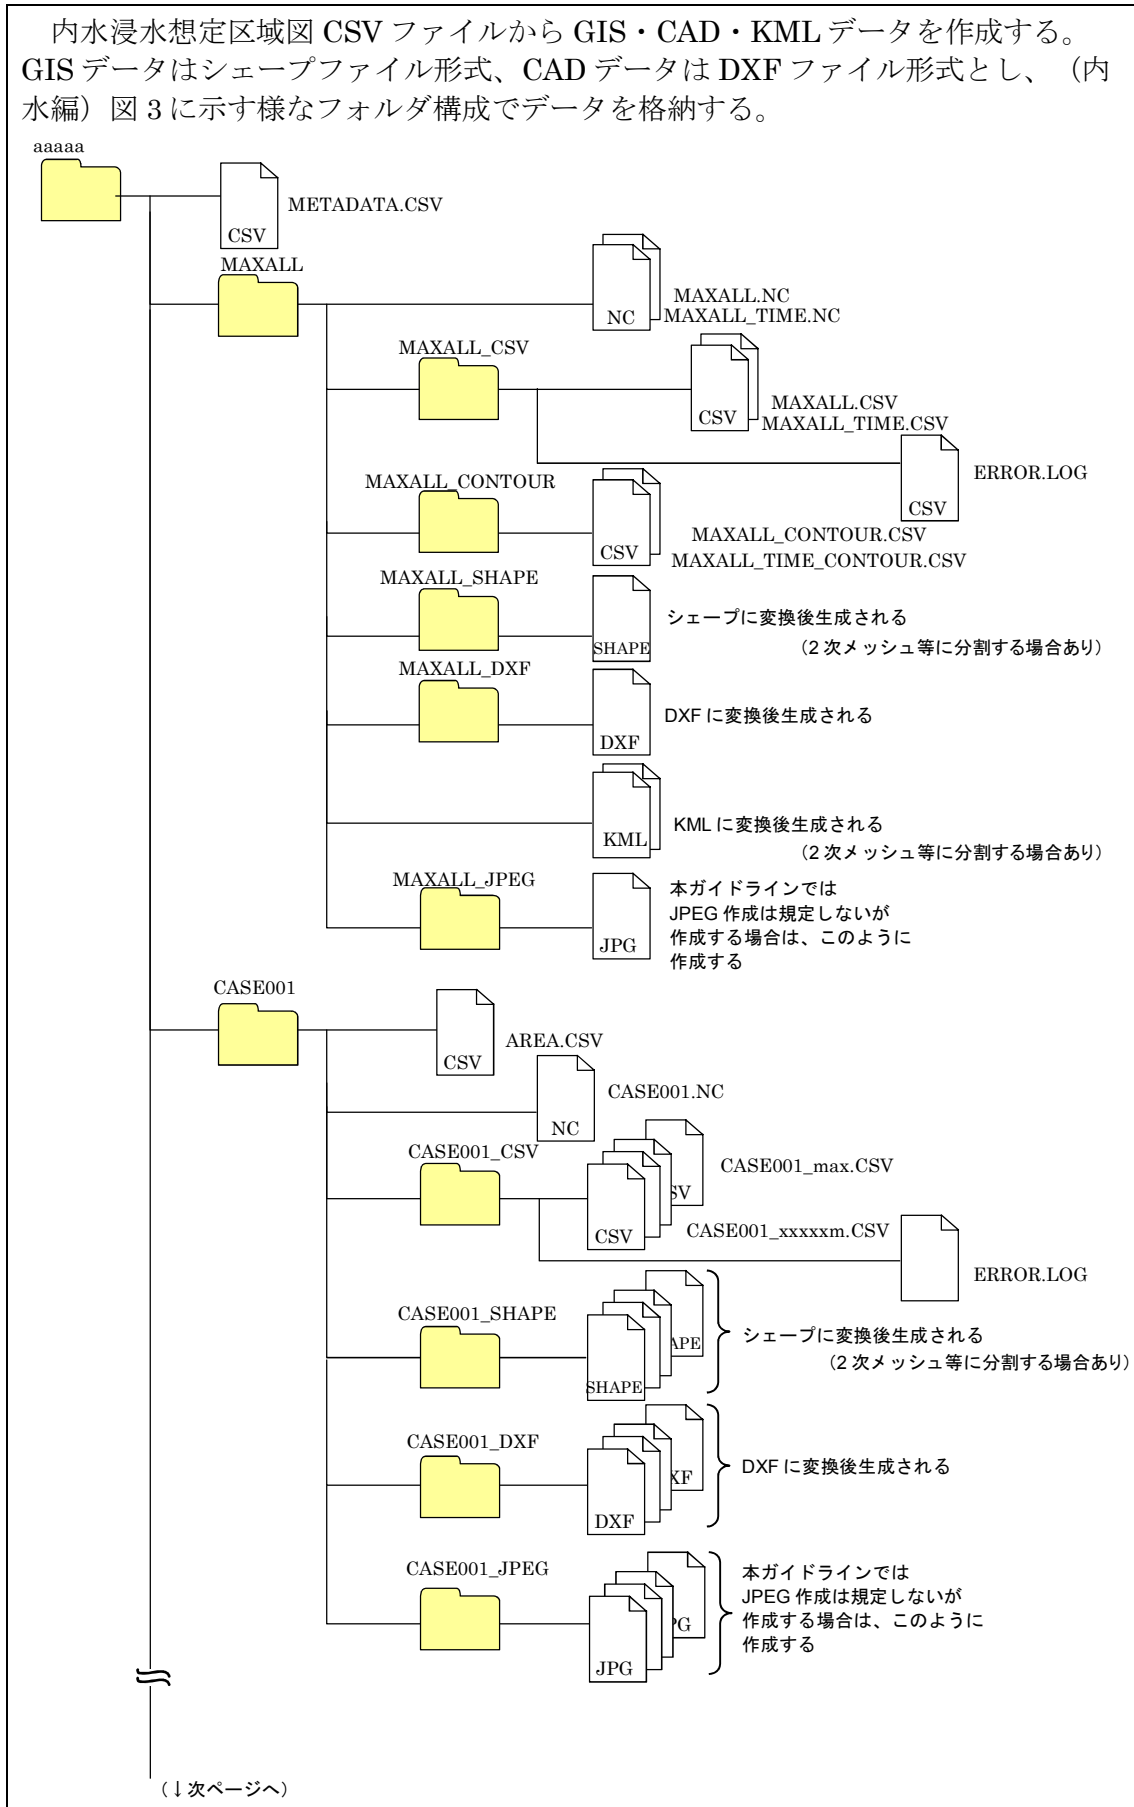 内水浸水想定区域図 CSV ファイルから GIS・CAD・KML データを作成する。
GIS データはシェープファイル形式、CAD データは DXF ファイル形式とし、（内
水編）図 3 に示す様なフォルダ構成でデータを格納する。
aaaaa
METADATA.CSV
CSV
MAXALL
MAXALL.NC
MAXALL_TIME.NC
NC
MAXALL_CSV
MAXALL.CSV
MAXALL_TIME.CSV
CSV
ERROR.LOG
CSV
MAXALL_CONTOUR
MAXALL_CONTOUR.CSV
CSV
MAXALL_TIME_CONTOUR.CSV
MAXALL_SHAPE
シェープに変換後生成される
（2 次メッシュ等に分割する場合あり）
SHAPE
MAXALL_DXF
DXF に変換後生成される
DXF
KML に変換後生成される
KML
（2 次メッシュ等に分割する場合あり）
MAXALL_JPEG
本ガイドラインでは
JPEG 作成は規定しないが
作成する場合は、このように
作成する
JPG
CASE001
AREA.CSV
CSV
CASE001.NC
NC
CASE001_CSV
CASE001_max.CSV
SV
CSV
CASE001_xxxxxm.CSV
ERROR.LOG
CASE001_SHAPE
シェープに変換後生成される
（2 次メッシュ等に分割する場合あり）
APE
SHAPE
CASE001_DXF
DXF に変換後生成される
XF
DXF
CASE001_JPEG
本ガイドラインでは
JPEG 作成は規定しないが
作成する場合は、このように
作成する
PG
JPG
（↓次ページへ）